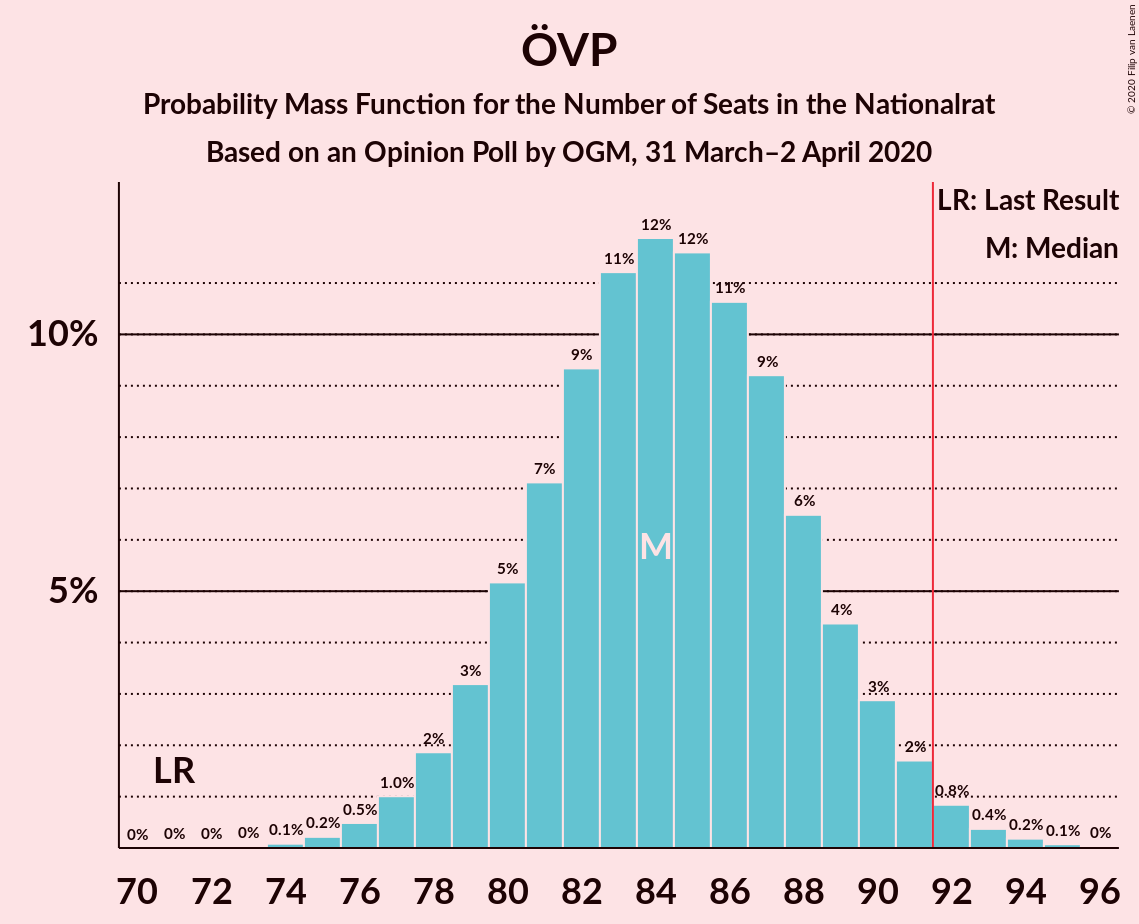 ÖVP
Probability Mass Function for the Number of Seats in the Nationalrat
Based on an Opinion Poll by OGM, 31 March–2 April 2020
© 2020 Filip van Laenen
LR: Last Result
M: Median
10%
5%
0% 0% 0% 0% 0.1% 0.2% 0.5% 1.0% 2% 3% 5% 7% 9% 11% 12% 12% 11% 9% 6% 4% 3% 2% 0.8% 0.4% 0.2% 0.1% 0%
M
LR
70 72 74 76 78 80 82 84 86 88 90 92 94 96